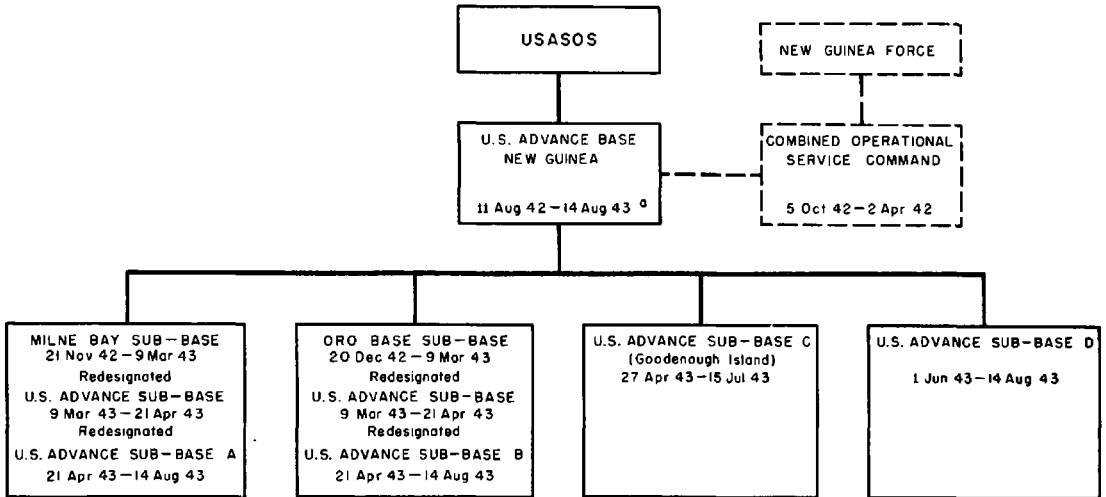 USASOS
NEW GUINEA FORCE
U.S. ADVANCE BASE
NEW GUINEA
11 Aug 42–14 Aug 43 a
COMBINED OPERATIONAL
SERVICE COMMAND
5 Oct 42–2 Apr 42
MILNE BAY SUB-BASE
21 Nov 42–9 Mar 43
Redesignated
U.S. ADVANCE SUB-BASE
9 Mar 43–21 Apr 43
Redesignated
U.S. ADVANCE SUB-BASE A
21 Apr 43–14 Aug 43
ORO BASE SUB-BASE
20 Dec 42–9 Mar 43
Redesignated
U.S. ADVANCE SUB-BASE
9 Mar 43–21 Apr 43
Redesignated
U.S. ADVANCE SUB-BASE B
21 Apr 43–14 Aug 43
U.S. ADVANCE SUB-BASE C
(Goodenough Island)
27 Apr 43–15 Jul 43
U.S. ADVANCE SUB-BASE D
1 Jun 43–14 Aug 43